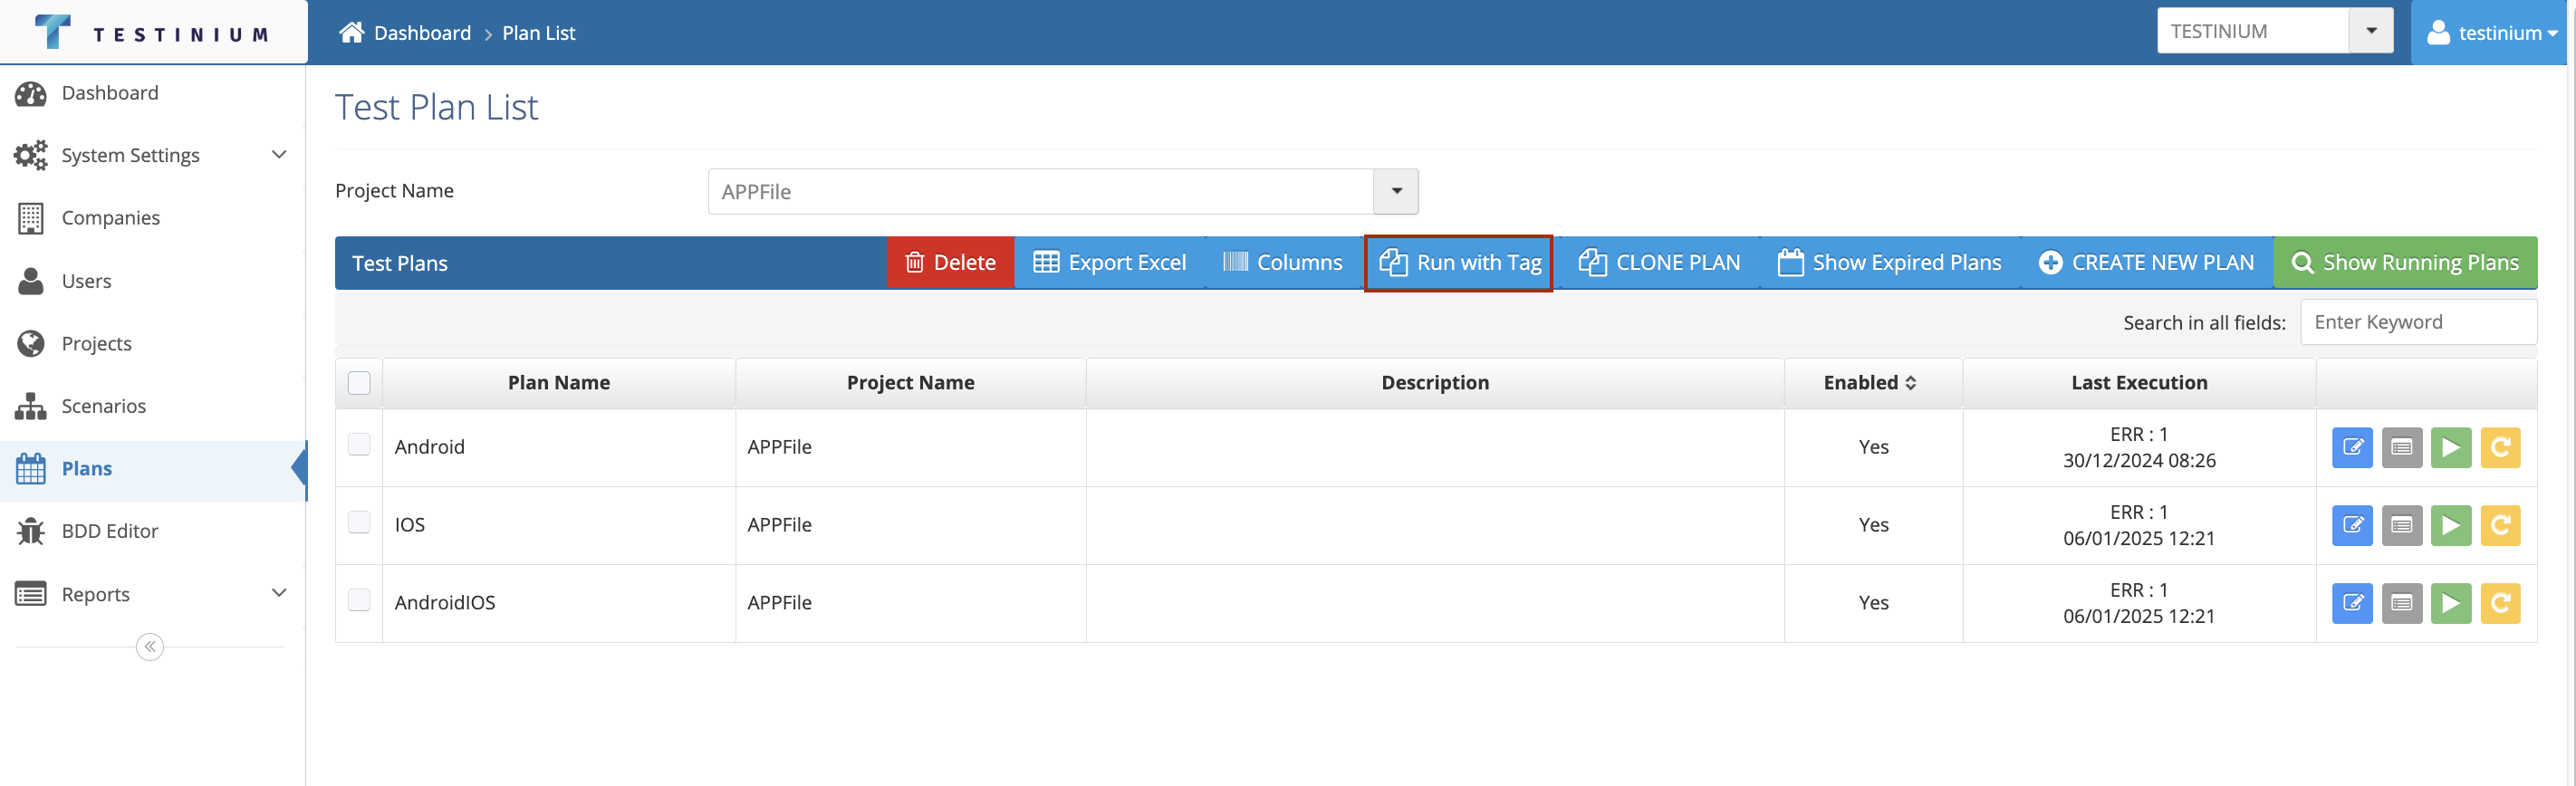 TESTINIUM
Dashboard > Plan List
TESTINIUM
testinium
Dashboard
System Settings
Companies
Users
Projects
Scenarios
Plans
BDD Editor
Reports
Test Plan List
Project Name
APPFile
Test Plans
Delete
Export Excel
Columns
Run with Tag
CLONE PLAN
Show Expired Plans
CREATE NEW PLAN
Show Running Plans
Search in all fields: Enter Keyword
Plan Name Project Name Description Enabled Last Execution
Android APPFile Yes ERR : 1
30/12/2024 08:26
IOS APPFile Yes ERR : 1
06/01/2025 12:21
AndroidIOS APPFile Yes ERR : 1
06/01/2025 12:21